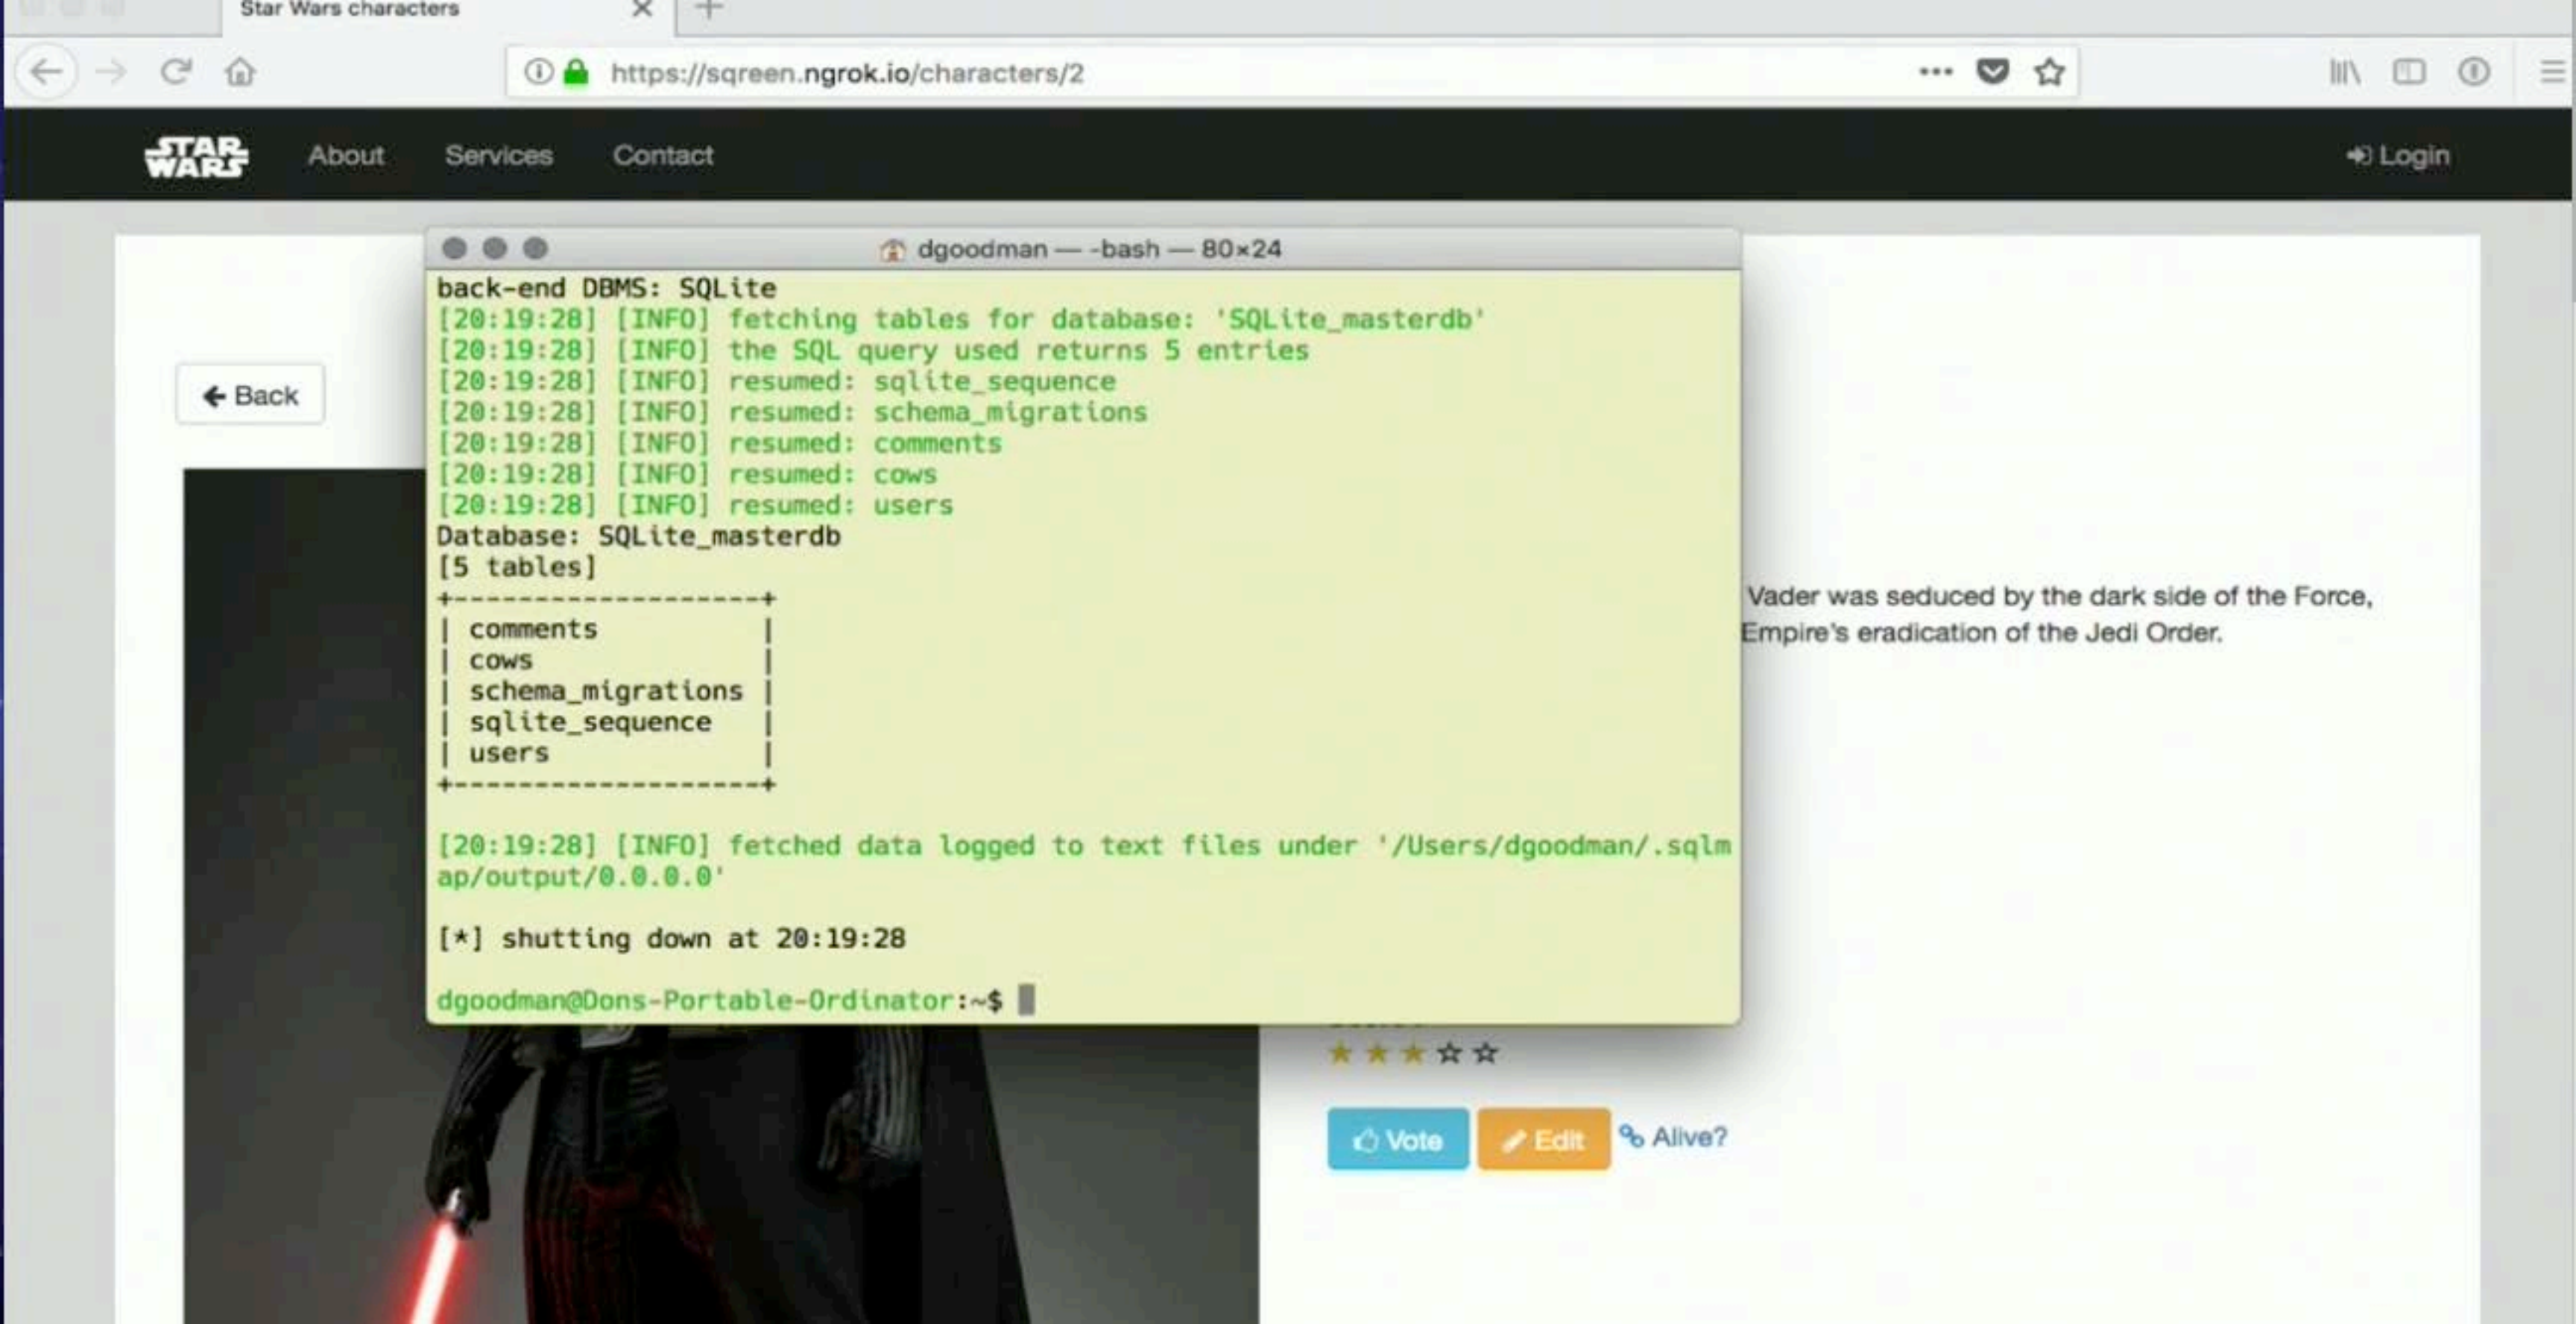 Star Wars characters
https://sqreen.ngrok.io/characters/2
STAR
WARS
About
Services
Contact
Login
dgoodman — -bash — 80×24
back-end DBMS: SQLite
[20:19:28] [INFO] fetching tables for database: 'SQLite_masterdb'
[20:19:28] [INFO] the SQL query used returns 5 entries
[20:19:28] [INFO] resumed: sqlite_sequence
[20:19:28] [INFO] resumed: schema_migrations
[20:19:28] [INFO] resumed: comments
[20:19:28] [INFO] resumed: cows
[20:19:28] [INFO] resumed: users
Database: SQLite_masterdb
[5 tables]
+-------------------+
| comments          |
| cows              |
| schema_migrations |
| sqlite_sequence   |
| users             |
+-------------------+
[20:19:28] [INFO] fetched data logged to text files under '/Users/dgoodman/.sqlm
ap/output/0.0.0.0'
[*] shutting down at 20:19:28
dgoodman@Dons-Portable-Ordinator:~$
Back
Vader was seduced by the dark side of the Force,
Empire's eradication of the Jedi Order.
Vote
Edit
Alive?